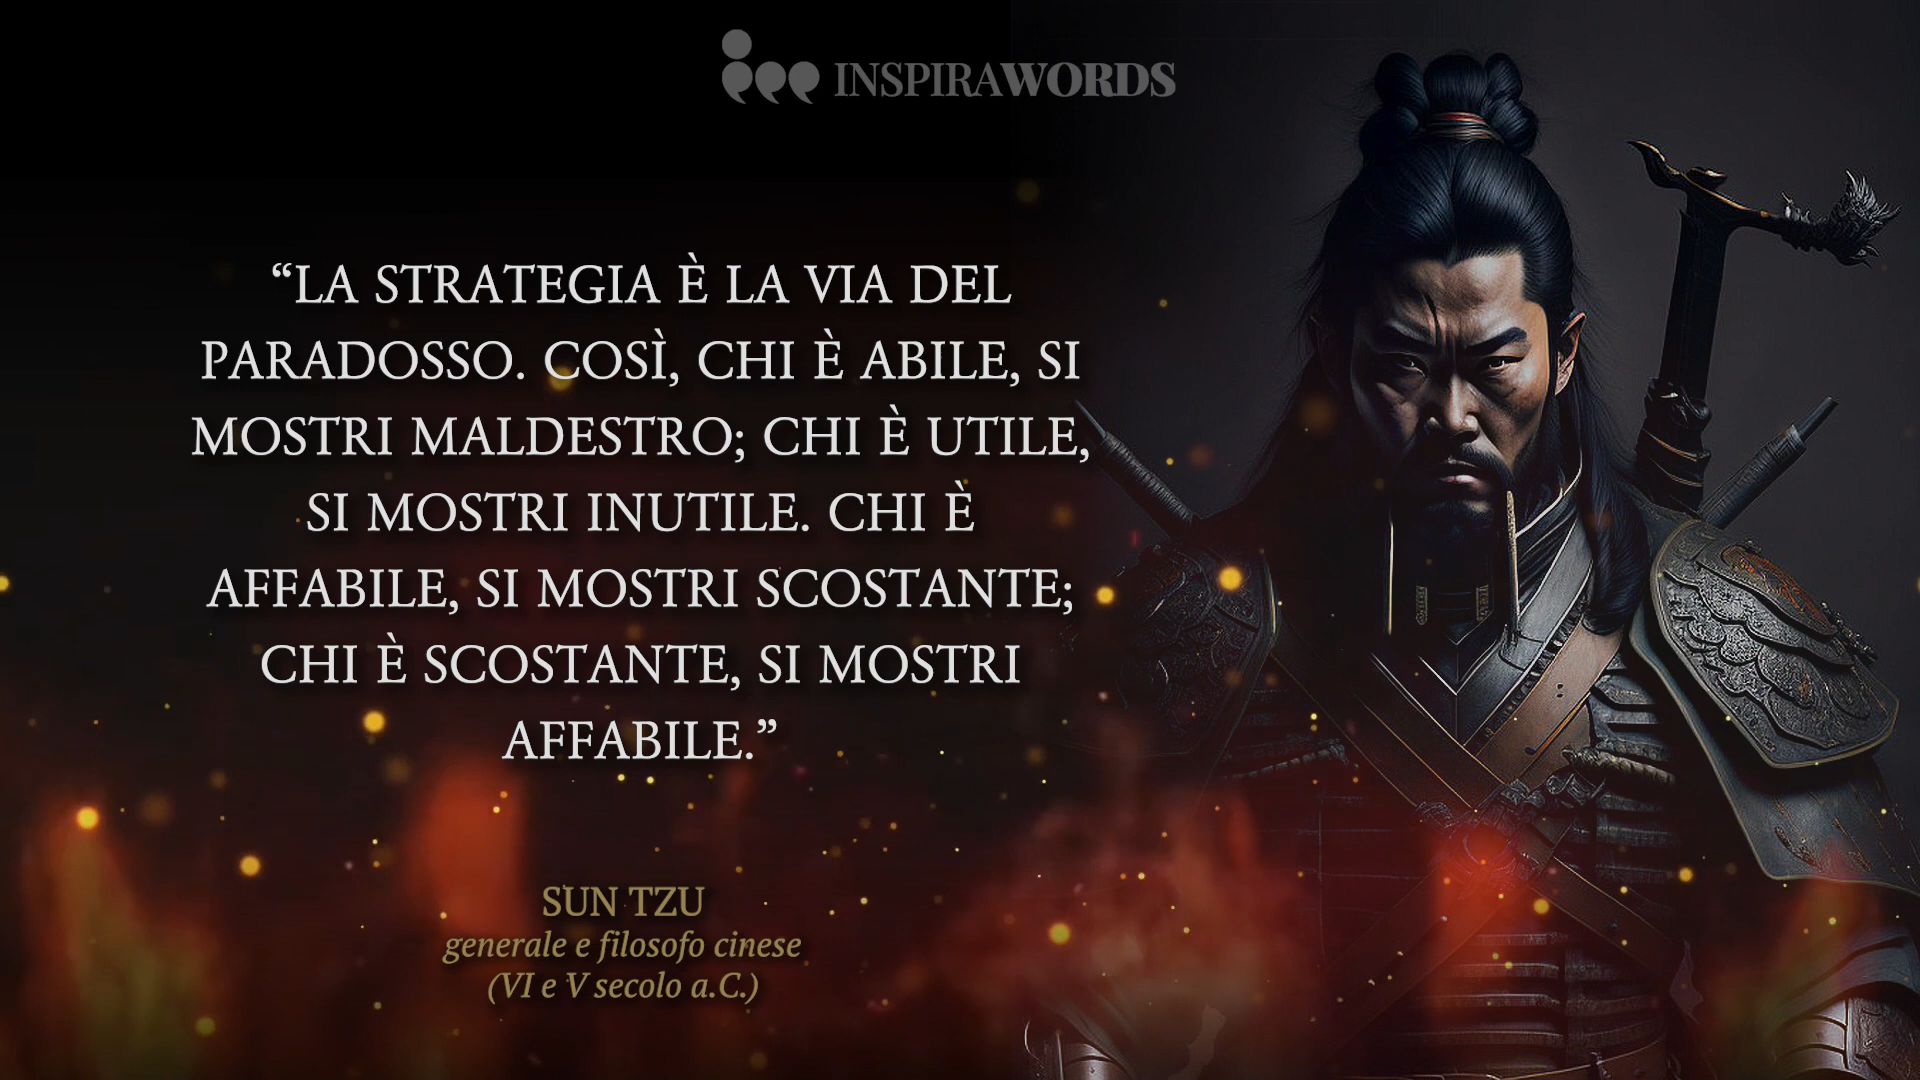 INSPIRAWORDS
“LA STRATEGIA È LA VIA DEL
PARADOSSO. COSÌ, CHI È ABILE, SI
MOSTRI MALDESTRO; CHI È UTILE,
SI MOSTRI INUTILE. CHI È
AFFABILE, SI MOSTRI SCOSTANTE;
CHI È SCOSTANTE, SI MOSTRI
AFFABILE.”
SUN TZU
generale e filosofo cinese
(VI e V secolo a.C.)